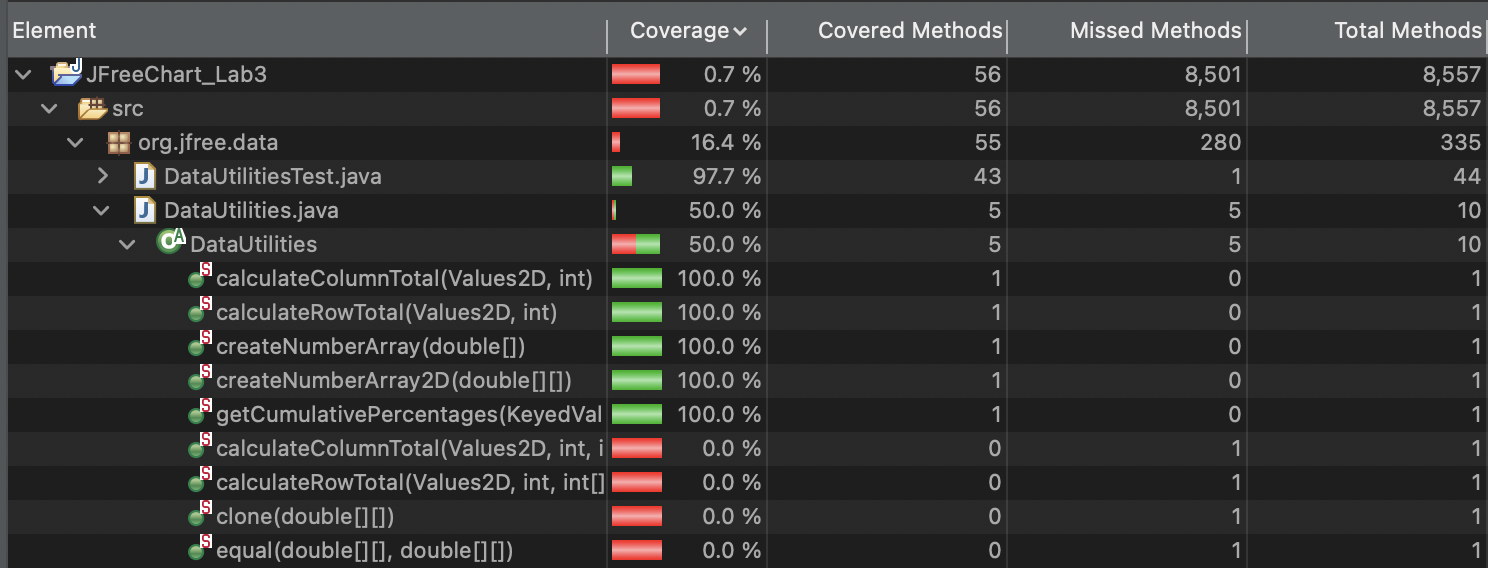 Element Coverage Covered Methods Missed Methods Total Methods
JFreeChart_Lab3 0.7 % 56 8,501 8,557
src 0.7 % 56 8,501 8,557
org.jfree.data 16.4 % 55 280 335
DataUtilitiesTest.java 97.7 % 43 1 44
DataUtilities.java 50.0 % 5 5 10
DataUtilities 50.0 % 5 5 10
calculateColumnTotal(Values2D, int) 100.0 % 1 0 1
calculateRowTotal(Values2D, int) 100.0 % 1 0 1
createNumberArray(double[]) 100.0 % 1 0 1
createNumberArray2D(double[][]) 100.0 % 1 0 1
getCumulativePercentages(KeyedVal 100.0 % 1 0 1
calculateColumnTotal(Values2D, int, i 0.0 % 0 1 1
calculateRowTotal(Values2D, int, int[] 0.0 % 0 1 1
clone(double[][]) 0.0 % 0 1 1
equal(double[][], double[][]) 0.0 % 0 1 1